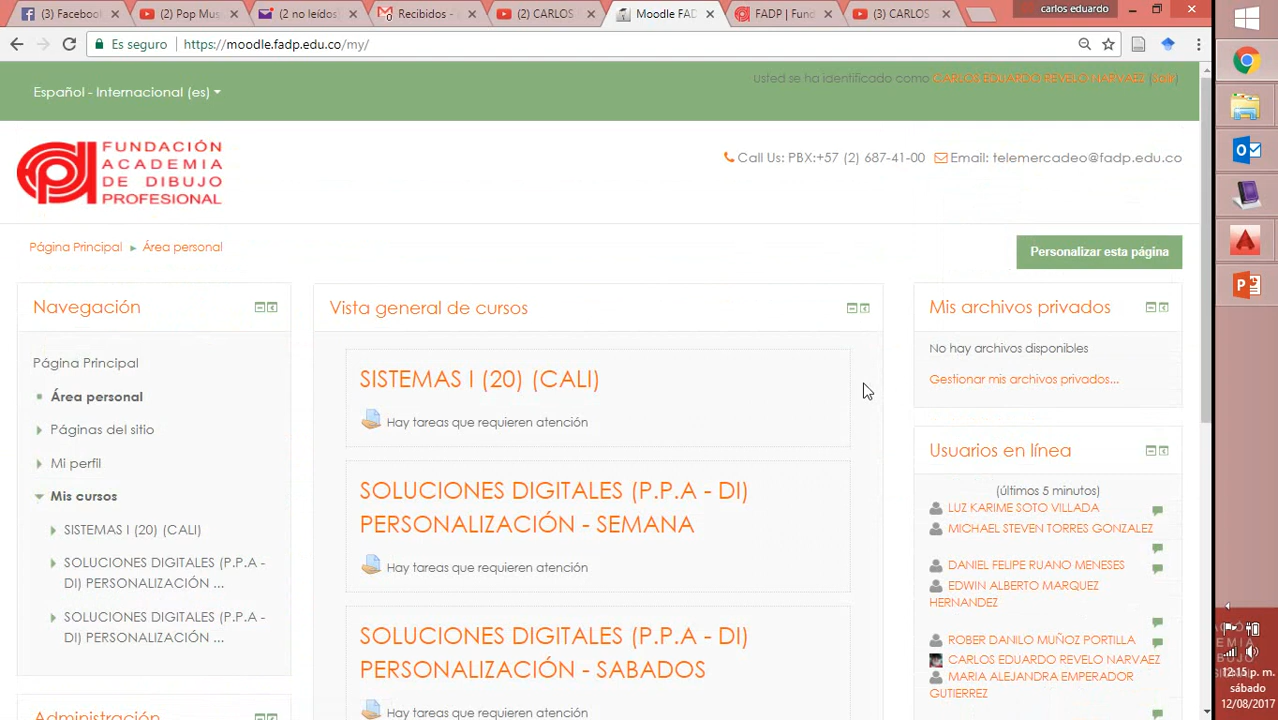 (3) Facebook
(2) Pop Mus
(2 no leídos)
Recibidos -
(2) CARLOS
Moodle FAD
FADP | Fund
(3) CARLOS
carlos eduardo
Es seguro
https://moodle.fadp.edu.co/my/
Usted se ha identificado como CARLOS EDUARDO REVELO NARVAEZ (Salir)
Español - Internacional (es)
FUNDACIÓN
ACADEMIA
DE DIBUJO
PROFESIONAL
Call Us: PBX:+57 (2) 687-41-00 Email: telemercadeo@fadp.edu.co
Página Principal ► Área personal
Personalizar esta página
Navegación
Página Principal
Área personal
Páginas del sitio
Mi perfil
Mis cursos
SISTEMAS I (20) (CALI)
SOLUCIONES DIGITALES (P.P.A -
DI) PERSONALIZACIÓN ...
SOLUCIONES DIGITALES (P.P.A -
DI) PERSONALIZACIÓN ...
Administración
Vista general de cursos
SISTEMAS I (20) (CALI)
Hay tareas que requieren atención
SOLUCIONES DIGITALES (P.P.A - DI)
PERSONALIZACIÓN - SEMANA
Hay tareas que requieren atención
SOLUCIONES DIGITALES (P.P.A - DI)
PERSONALIZACIÓN - SABADOS
Hay tareas que requieren atención
Mis archivos privados
No hay archivos disponibles
Gestionar mis archivos privados...
Usuarios en línea
(últimos 5 minutos)
LUZ KARIME SOTO VILLADA
MICHAEL STEVEN TORRES GONZALEZ
DANIEL FELIPE RUANO MENESES
EDWIN ALBERTO MARQUEZ
HERNANDEZ
ROBER DANILO MUÑOZ PORTILLA
CARLOS EDUARDO REVELO NARVAEZ
MARIA ALEJANDRA EMPERADOR
GUTIERREZ
12:15 p. m.
sábado
12/08/2017